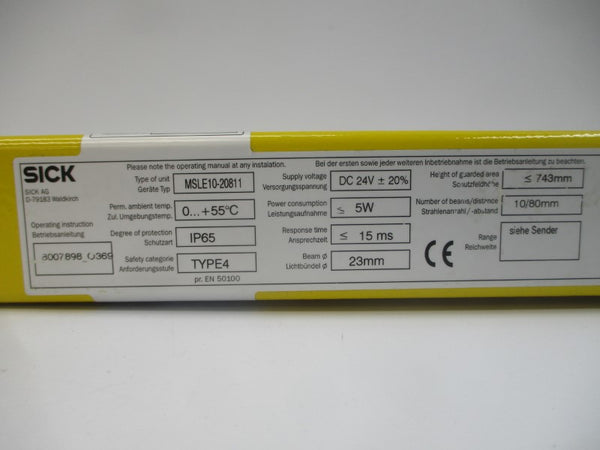 SICK
SICK AG
D-79183 Waldkirch
Operating instruction
Betriebsanleitung
8007898
Please note the operating manual at any instalation.
Type of unit
Geräte Typ
MSLE10-20811
Perm. ambient temp.
Zul. Umgebungstemp.
0...+55°C
Degree of protection
Schutzart
IP65
Safety categorie
Anforderungsstufe
TYPE4
pr. EN 50100
Bei der ersten sowie jeder weiteren Inbetriebnahme ist die Betriebsanleitung zu beachten.
Supply voltage
Versorgungsspannung
DC 24V ± 20%
Power consumption
Leistungsaufnahme
≤ 5W
Response time
Ansprechzeit
≤ 15 ms
Beam ø
Lichtbündel ø
23mm
Height of guarded area
Schutzfeldhöhe
≤ 743mm
Number of beams/distance
Strahlenanzahl / -abstand
10/80mm
CE
Range
Reichweite
siehe Sender